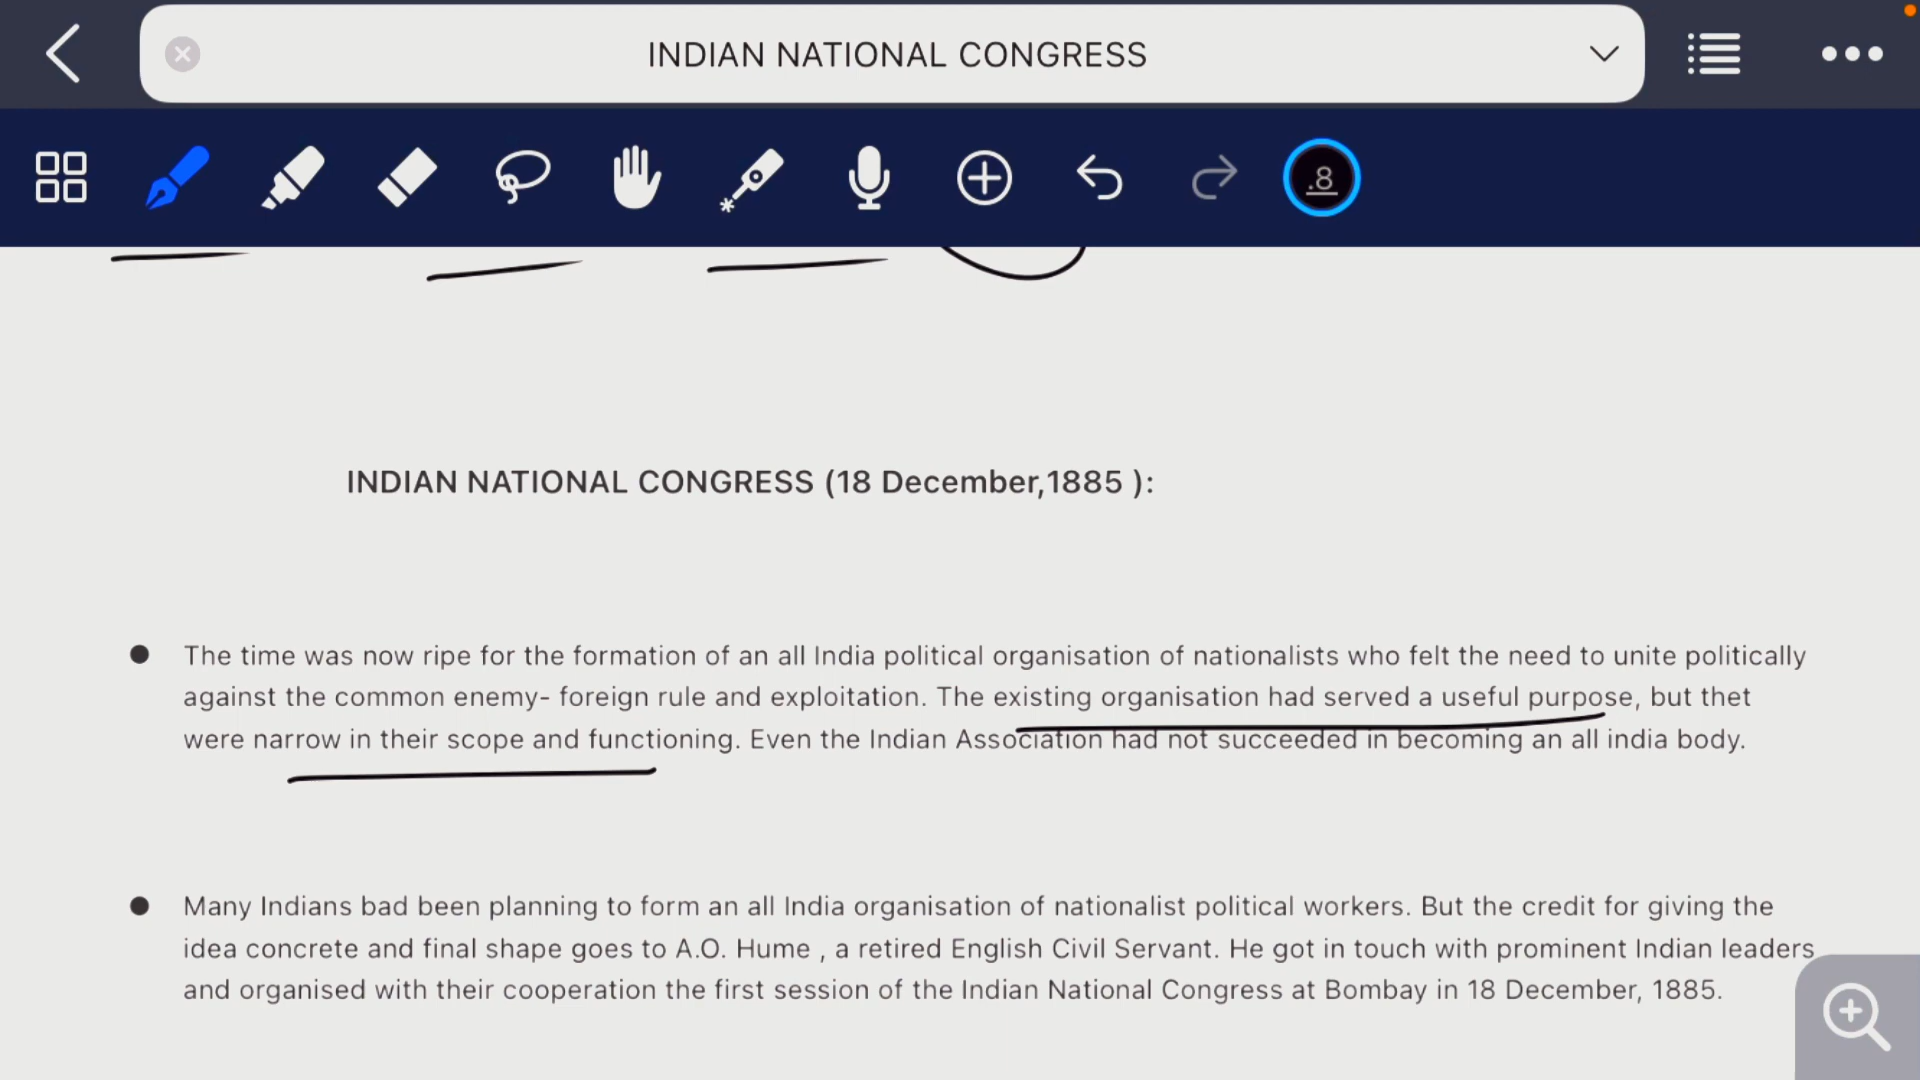 INDIAN NATIONAL CONGRESS
.8
INDIAN NATIONAL CONGRESS (18 December,1885 ):
The time was now ripe for the formation of an all India political organisation of nationalists who felt the need to unite politically
against the common enemy- foreign rule and exploitation. The existing organisation had served a useful purpose, but thet
were narrow in their scope and functioning. Even the Indian Association had not succeeded in becoming an all india body.
Many Indians bad been planning to form an all India organisation of nationalist political workers. But the credit for giving the
idea concrete and final shape goes to A.O. Hume , a retired English Civil Servant. He got in touch with prominent Indian leaders
and organised with their cooperation the first session of the Indian National Congress at Bombay in 18 December, 1885.